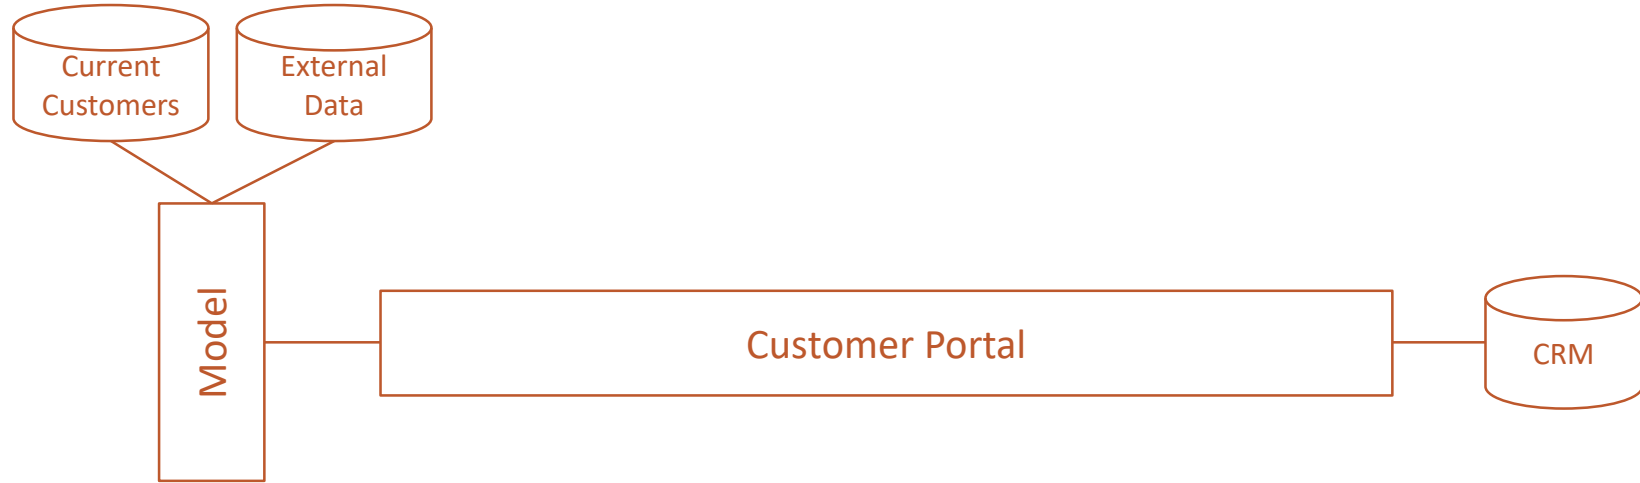 Current
Customers
External
Data
Model
Customer Portal
CRM